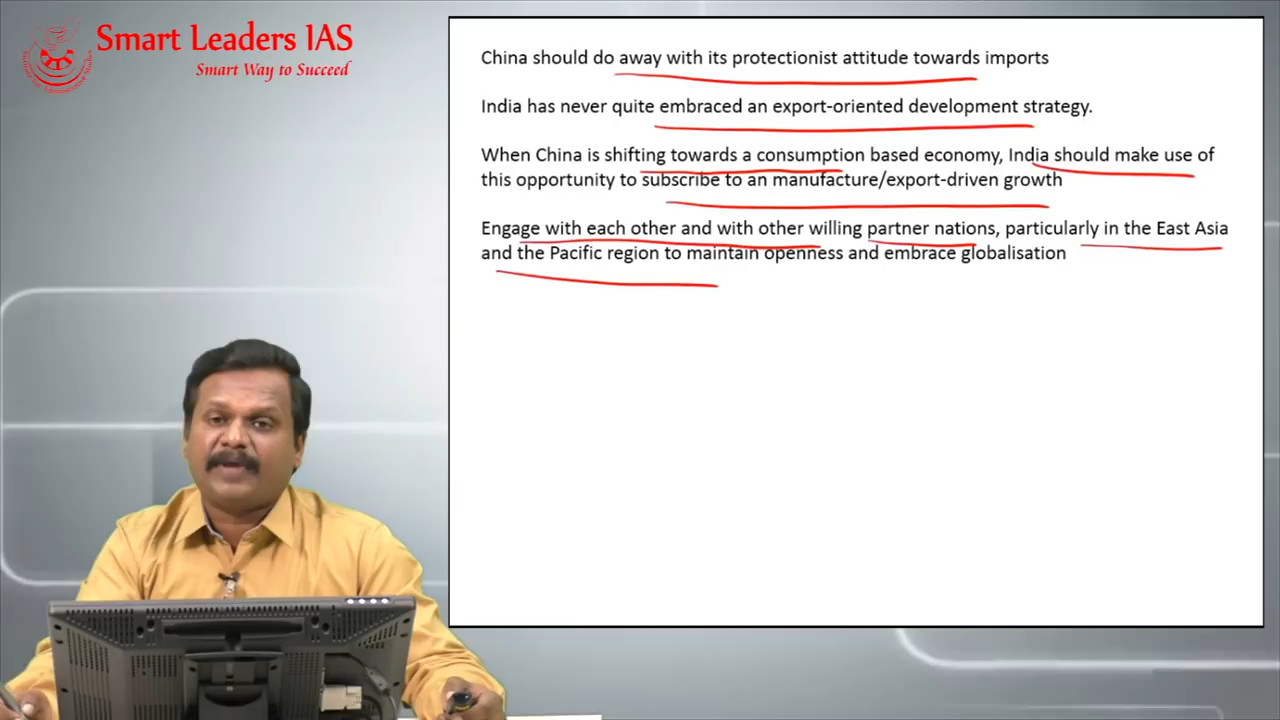 Smart Leaders IAS
Smart Way to Succeed
China should do away with its protectionist attitude towards imports
India has never quite embraced an export-oriented development strategy.
When China is shifting towards a consumption based economy, India should make use of
this opportunity to subscribe to an manufacture/export-driven growth
Engage with each other and with other willing partner nations, particularly in the East Asia
and the Pacific region to maintain openness and embrace globalisation